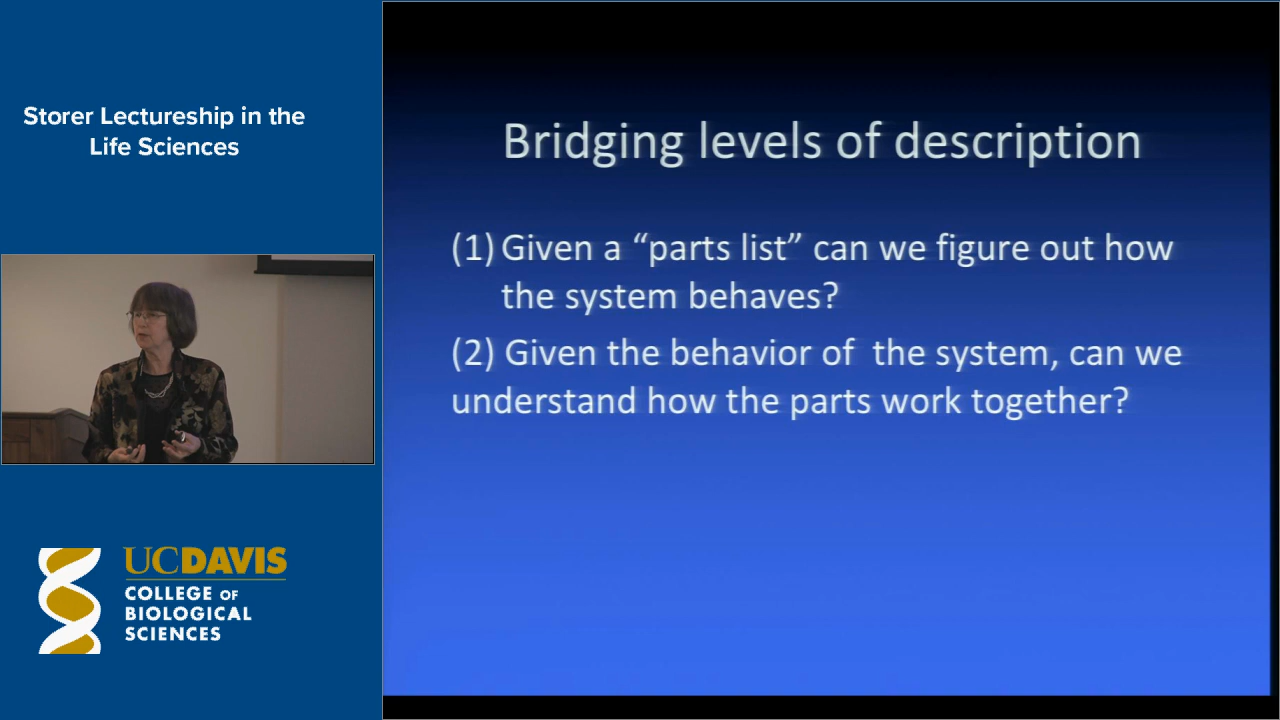 Storer Lectureship in the
Life Sciences
Bridging levels of description
(1) Given a “parts list” can we figure out how
the system behaves?
(2) Given the behavior of the system, can we
understand how the parts work together?
UCDAVIS
COLLEGE OF
BIOLOGICAL
SCIENCES